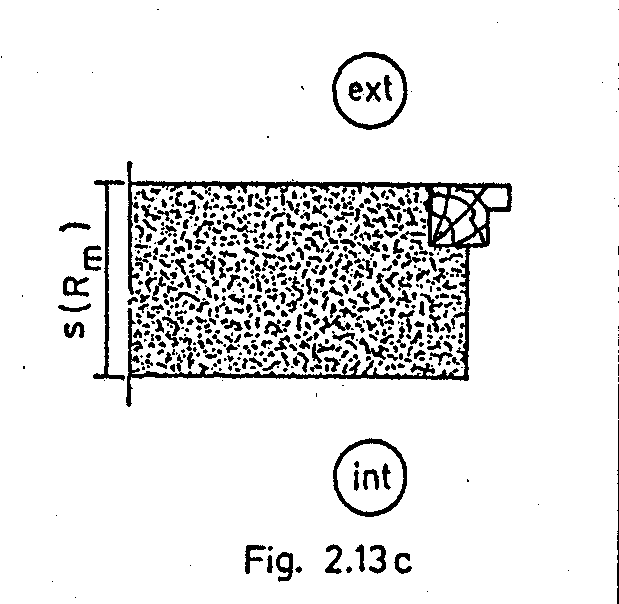 ext
s(Rm)
int
Fig. 2.13c